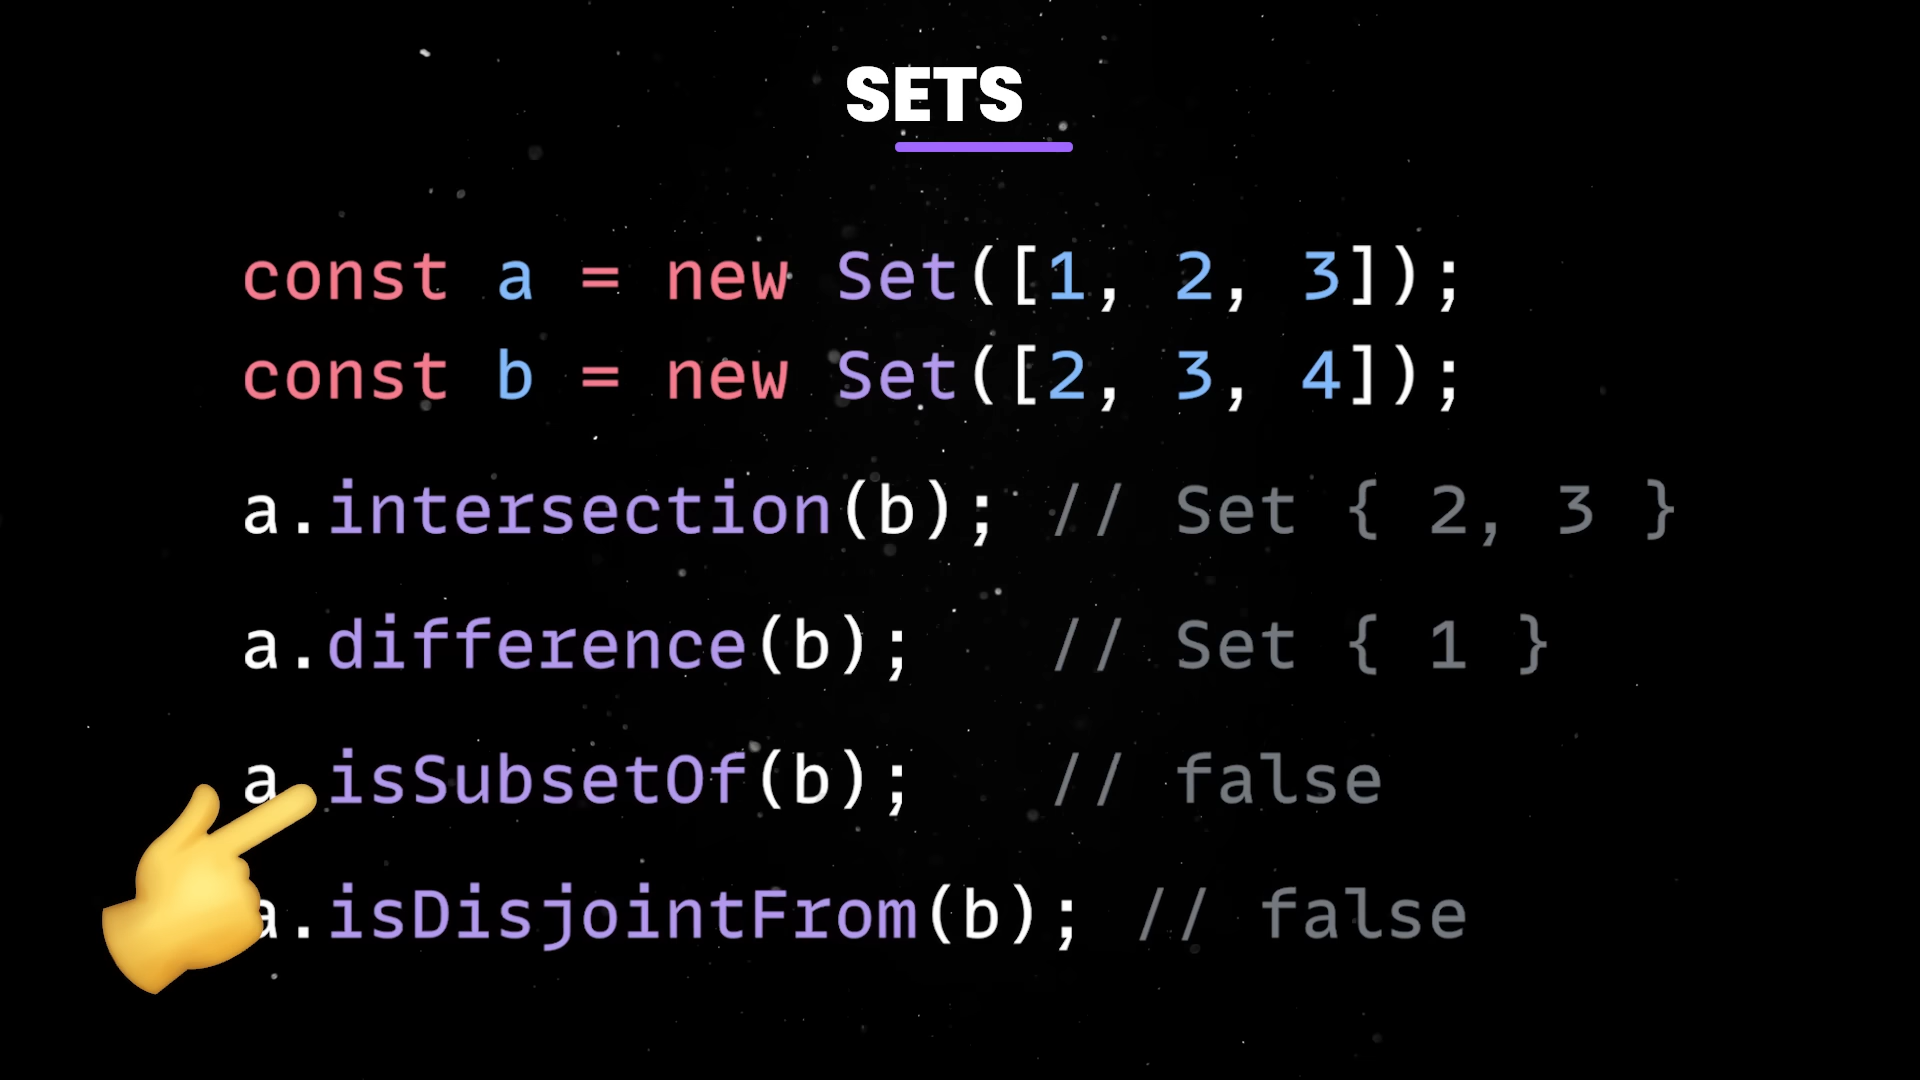 SETS
const a = new Set([1, 2, 3]);
const b = new Set([2, 3, 4]);
a.intersection(b); // Set { 2, 3 }
a.difference(b); // Set { 1 }
a.isSubsetOf(b); // false
a.isDisjointFrom(b); // false